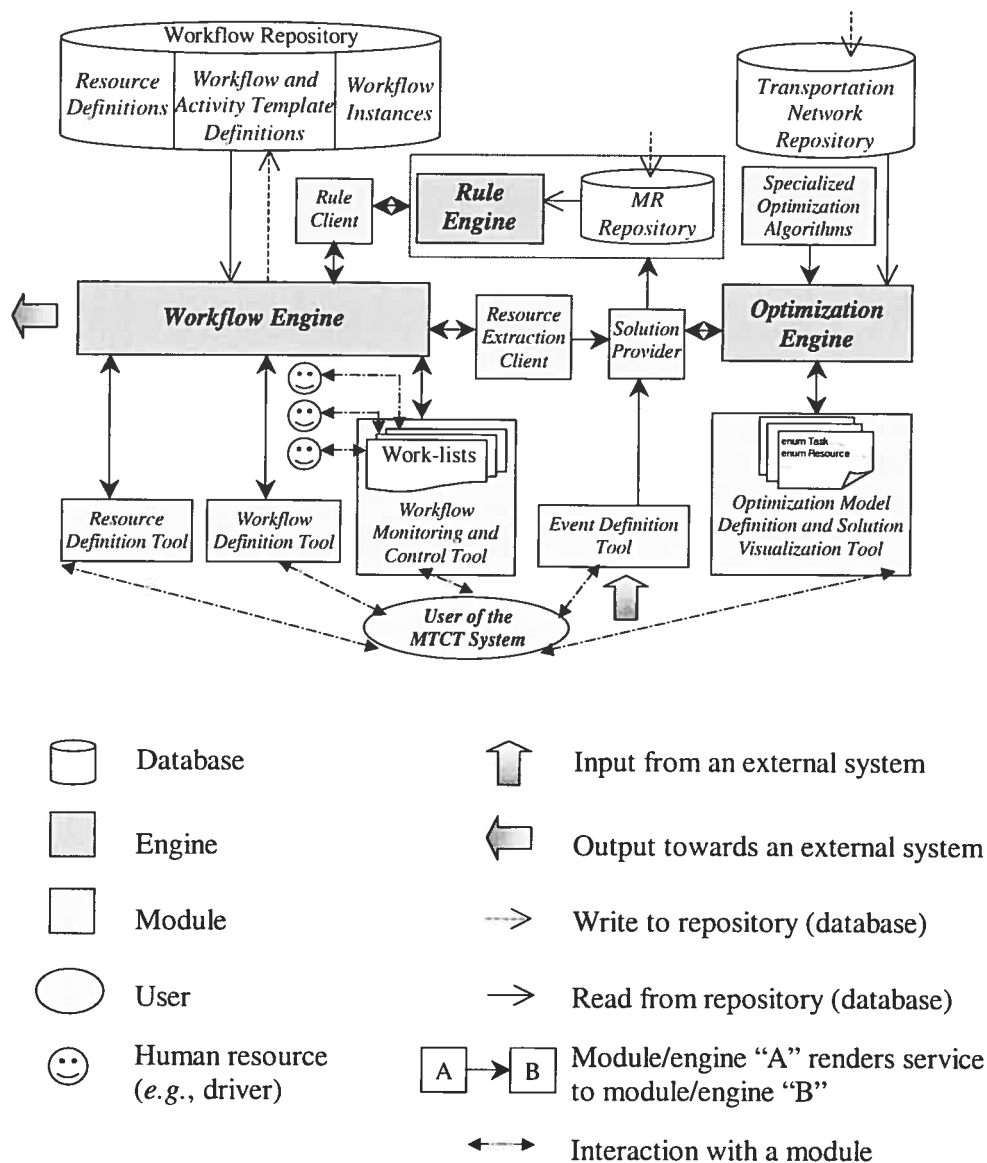 Workflow Repository
Resource
Definitions
Workflow and
Activity Template
Definitions
Workflow
Instances
Transportation
Network
Repository
Rule
Client
Rule
Engine
MR
Repository
Specialized
Optimization
Algorithms
Workflow Engine
Resource
Extraction
Client
Solution
Provider
Optimization
Engine
Work-lists
Workflow
Monitoring and
Control Tool
enum Task
enum Resource
Optimization Model
Definition and Solution
Visualization Tool
Resource
Definition Tool
Workflow
Definition Tool
Event Definition
Tool
User of the
MTCT System
Database
Input from an external system
Engine
Output towards an external system
Module
Write to repository (database)
User
Read from repository (database)
Human resource
(e.g., driver)
A
B
Module/engine “A” renders service
to module/engine “B”
Interaction with a module